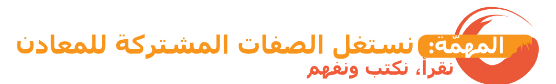 المهمّة: نستغل الصفات المشتركة للمعادن
نقرأ، نكتب ونفهم